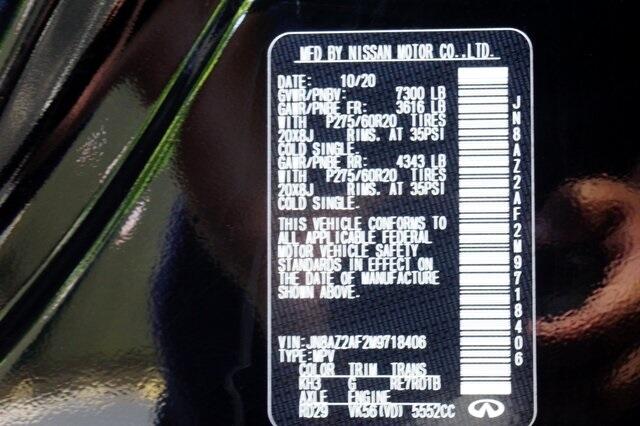 MFD BY NISSAN MOTOR CO.,LTD.
DATE: 10/20
GVWR/PNBV: 7300 LB
GAWR/PNBE FR: 3616 LB
WITH P275/60R20 TIRES
20X8J RIMS. AT 35PSI
COLD SINGLE.
GAWR/PNBE RR: 4343 LB
WITH P275/60R20 TIRES
20X8J RIMS. AT 35PSI
COLD SINGLE.
THIS VEHICLE CONFORMS TO
ALL APPLICABLE FEDERAL
MOTOR VEHICLE SAFETY
STANDARDS IN EFFECT ON
THE DATE OF MANUFACTURE
SHOWN ABOVE.
VIN:JN8AZ2AF2M9718406
TYPE:MPV
COLOR TRIM TRANS
KH3 G RE7R01B
AXLE ENGINE
RD29 VK56(VD) 5552CC
JN8AZ2AF2M9718406